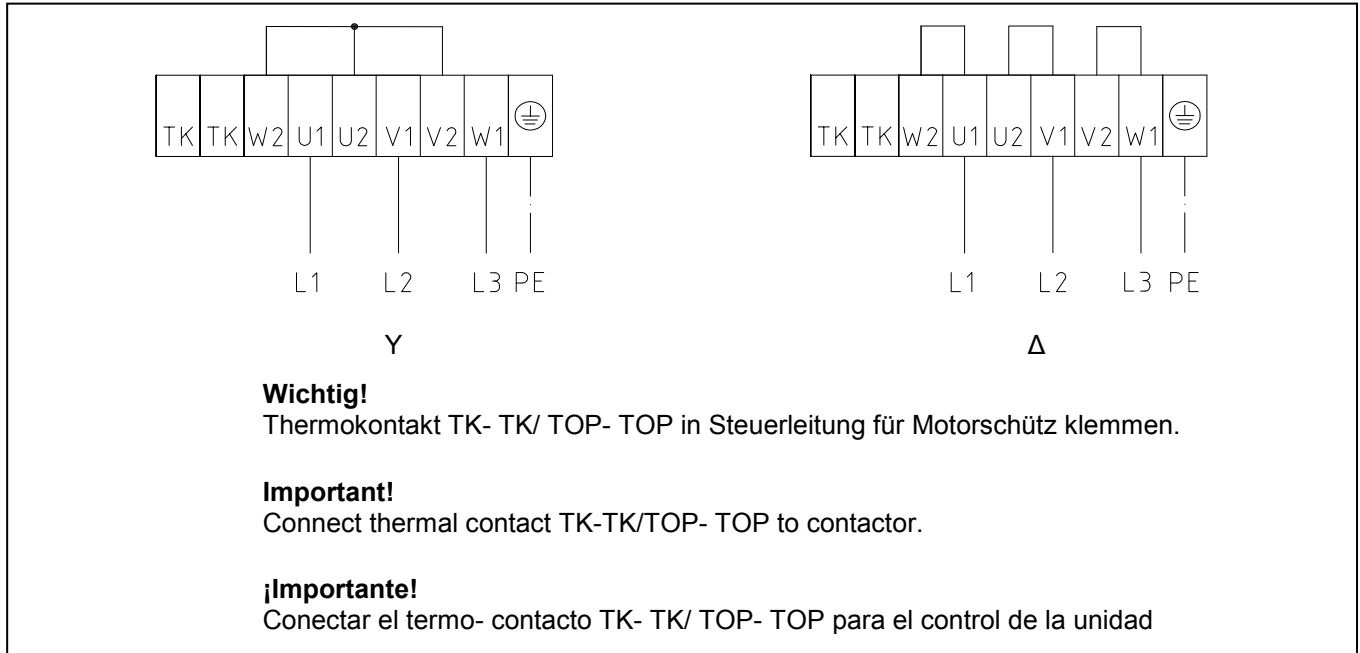 TK TK W2 U1 U2 V1 V2 W1
L1 L2 L3 PE
Y
TK TK W2 U1 U2 V1 V2 W1
L1 L2 L3 PE
Δ
Wichtig!
Thermokontakt TK- TK/ TOP- TOP in Steuerleitung für Motorschütz klemmen.
Important!
Connect thermal contact TK-TK/TOP- TOP to contactor.
¡Importante!
Conectar el termo- contacto TK- TK/ TOP- TOP para el control de la unidad